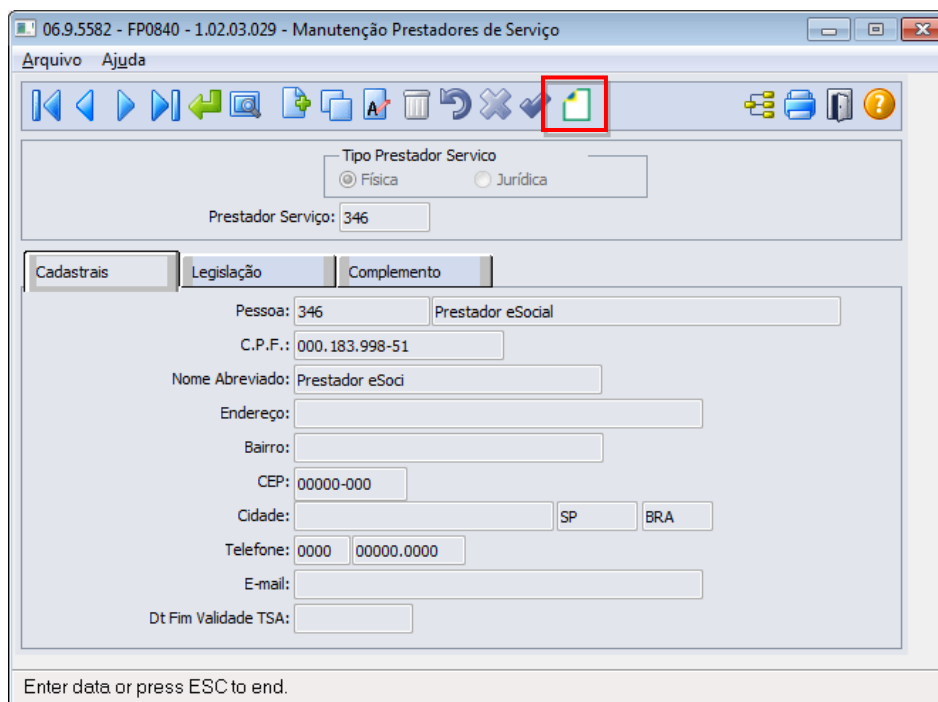 06.9.5582 - FP0840 - 1.02.03.029 - Manutenção Prestadores de Serviço
Arquivo Ajuda
Tipo Prestador Servico
Física Jurídica
Prestador Serviço: 346
Cadastrais Legislação Complemento
Pessoa: 346 Prestador eSocial
C.P.F.: 000.183.998-51
Nome Abreviado: Prestador eSoci
Endereço:
Bairro:
CEP: 00000-000
Cidade: SP BRA
Telefone: 0000 00000.0000
E-mail:
Dt Fim Validade TSA:
Enter data or press ESC to end.